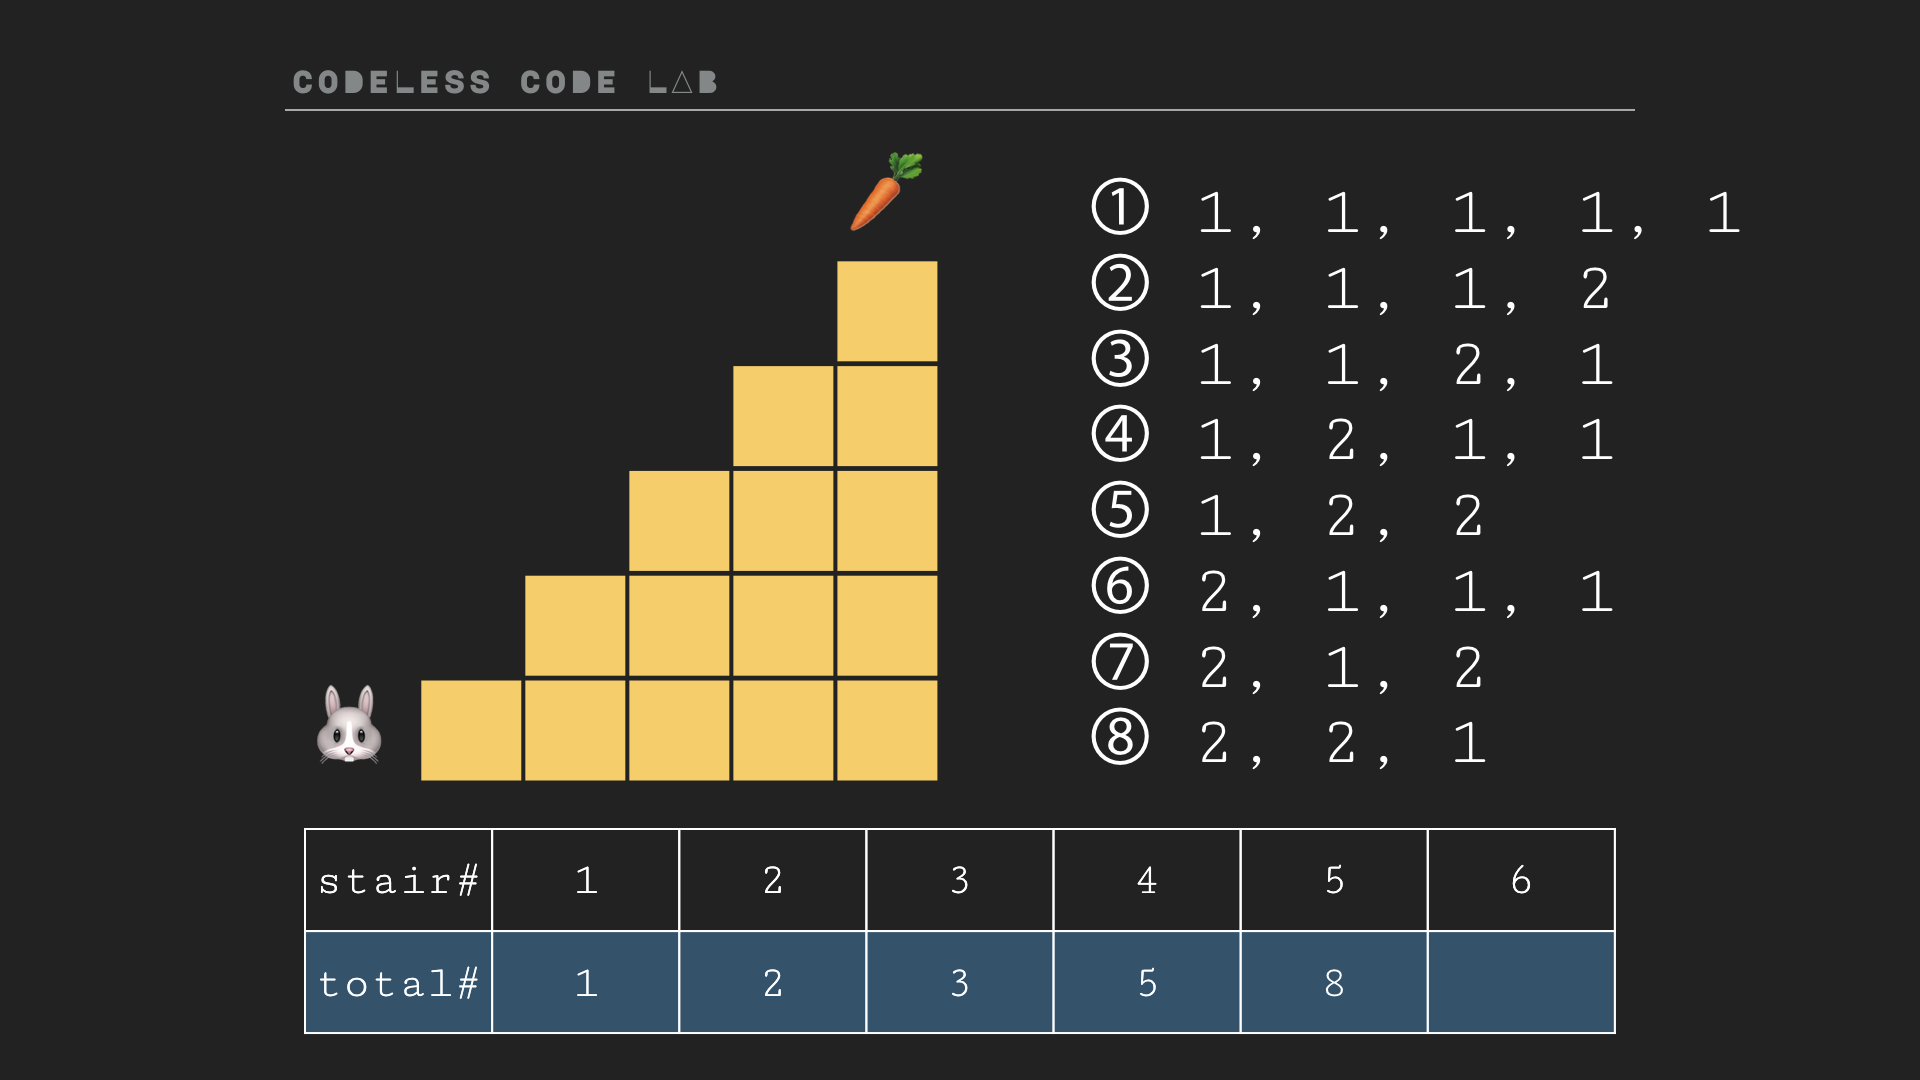 CODELESS CODE LAB
① 1, 1, 1, 1, 1
② 1, 1, 1, 2
③ 1, 1, 2, 1
④ 1, 2, 1, 1
⑤ 1, 2, 2
⑥ 2, 1, 1, 1
⑦ 2, 1, 2
⑧ 2, 2, 1
stair# 1 2 3 4 5 6
total# 1 2 3 5 8